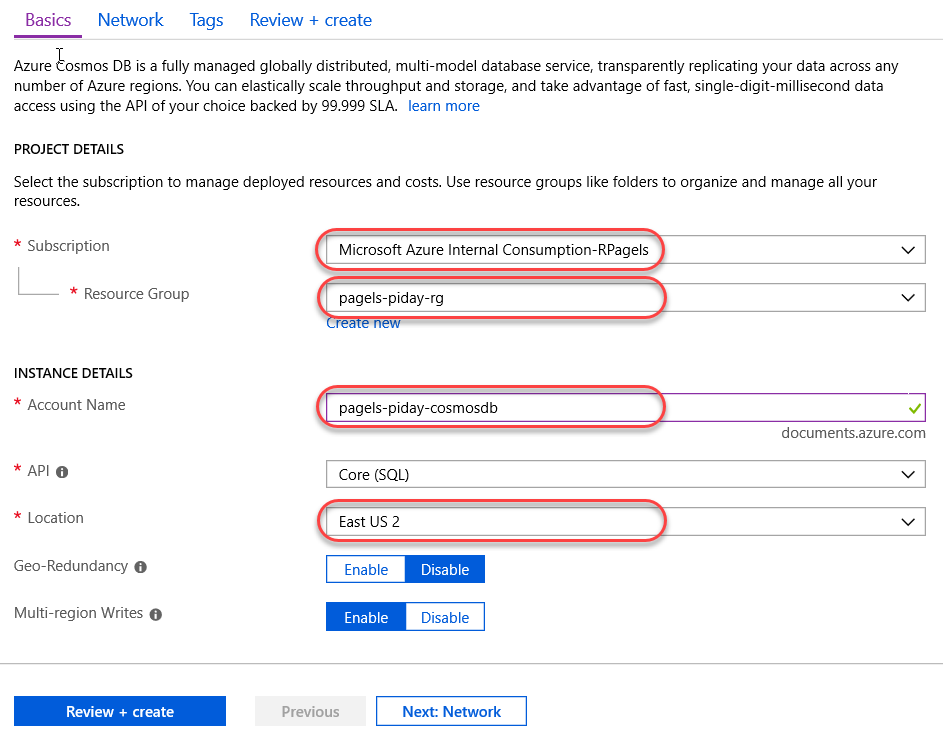 Basics Network Tags Review + create
Azure Cosmos DB is a fully managed globally distributed, multi-model database service, transparently replicating your data across any
number of Azure regions. You can elastically scale throughput and storage, and take advantage of fast, single-digit-millisecond data
access using the API of your choice backed by 99.999 SLA. learn more
PROJECT DETAILS
Select the subscription to manage deployed resources and costs. Use resource groups like folders to organize and manage all your
resources.
* Subscription Microsoft Azure Internal Consumption-RPagels
* Resource Group pagels-piday-rg
Create new
INSTANCE DETAILS
* Account Name pagels-piday-cosmosdb
documents.azure.com
* API Core (SQL)
* Location East US 2
Geo-Redundancy Enable Disable
Multi-region Writes Enable Disable
Review + create Previous Next: Network